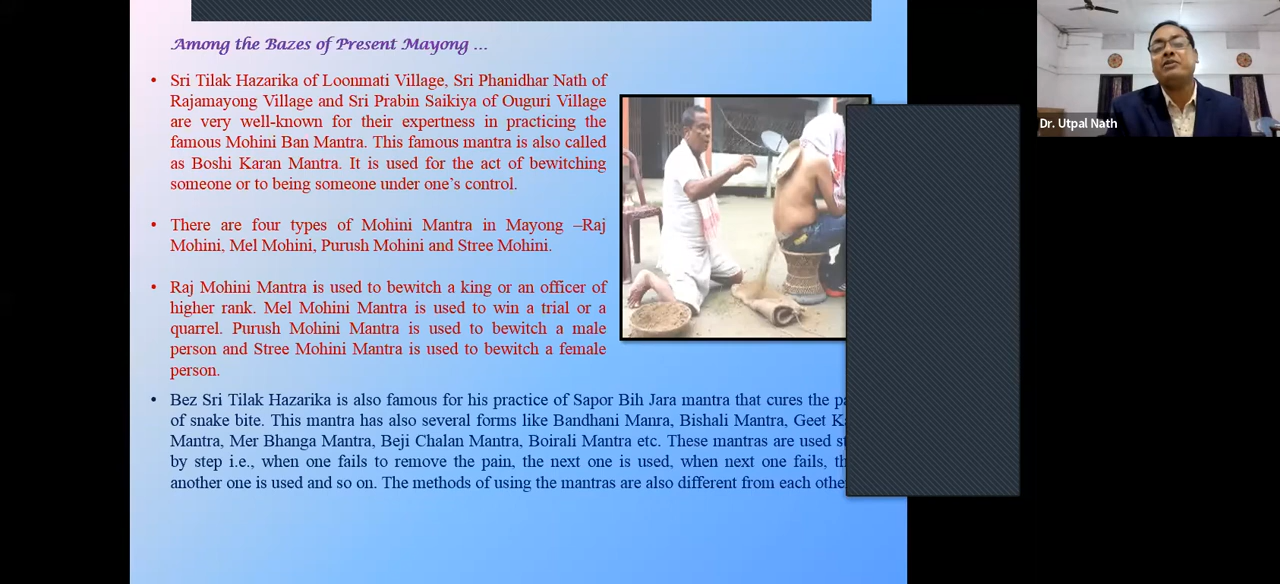 Among the Bazes of Present Mayong ...
• Sri Tilak Hazarika of Loonmati Village, Sri Phanidhar Nath of
Rajamayong Village and Sri Prabin Saikiya of Ouguri Village
are very well-known for their expertness in practicing the
famous Mohini Ban Mantra. This famous mantra is also called
as Boshi Karan Mantra. It is used for the act of bewitching
someone or to being someone under one's control.
• There are four types of Mohini Mantra in Mayong –Raj
Mohini, Mel Mohini, Purush Mohini and Stree Mohini.
• Raj Mohini Mantra is used to bewitch a king or an officer of
higher rank. Mel Mohini Mantra is used to win a trial or a
quarrel. Purush Mohini Mantra is used to bewitch a male
person and Stree Mohini Mantra is used to bewitch a female
person.
• Bez Sri Tilak Hazarika is also famous for his practice of Sapor Bih Jara mantra that cures the
of snake bite. This mantra has also several forms like Bandhani Manra, Bishali Mantra, Geet
Mantra, Mer Bhanga Mantra, Beji Chalan Mantra, Boirali Mantra etc. These mantras are used
by step i.e., when one fails to remove the pain, the next one is used, when next one fails,
another one is used and so on. The methods of using the mantras are also different from each
Dr. Utpal Nath